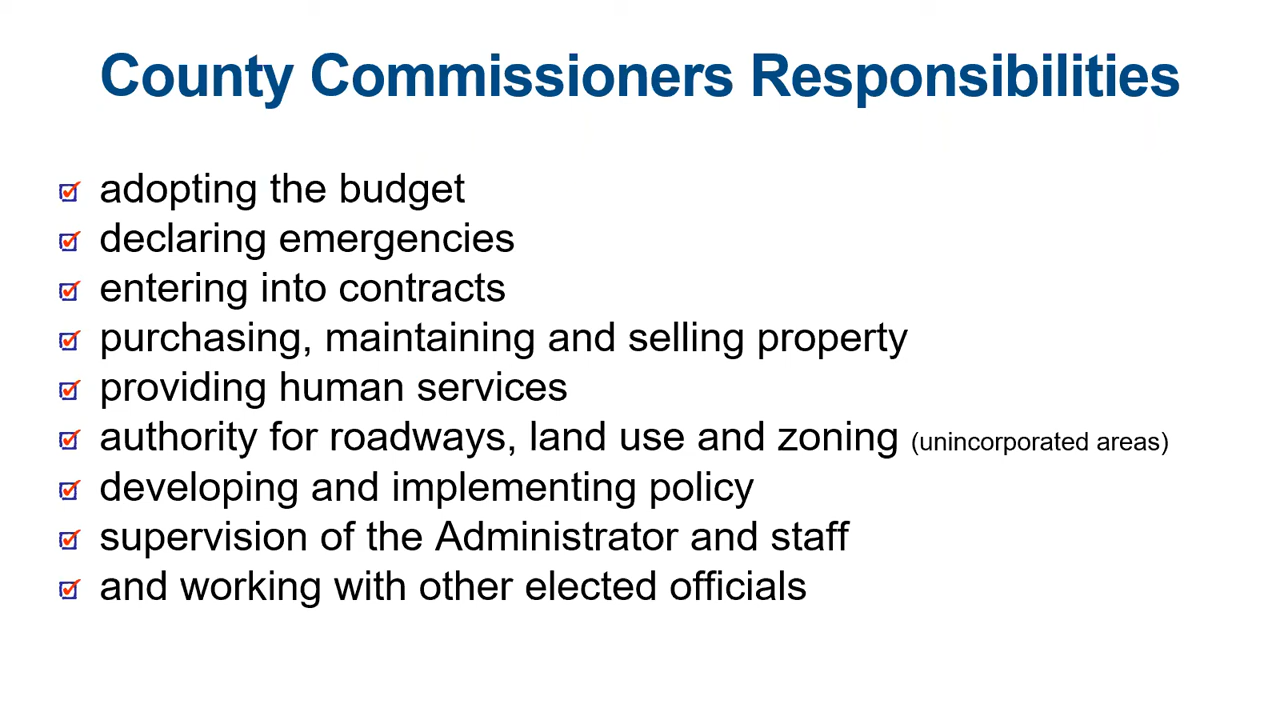 County Commissioners Responsibilities
adopting the budget
declaring emergencies
entering into contracts
purchasing, maintaining and selling property
providing human services
authority for roadways, land use and zoning (unincorporated areas)
developing and implementing policy
supervision of the Administrator and staff
and working with other elected officials